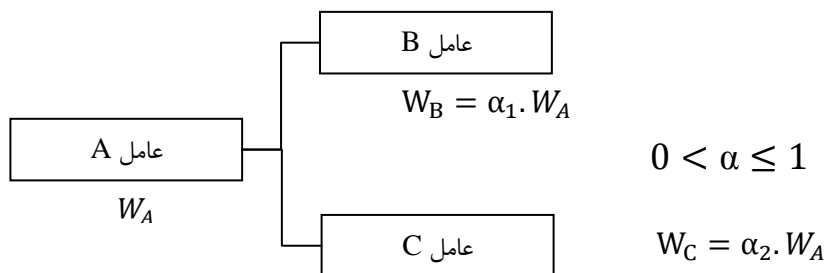 عامل B
W_B = α_1. W_A
عامل A
W_A
0 < α ≤ 1
عامل C
W_C = α_2. W_A